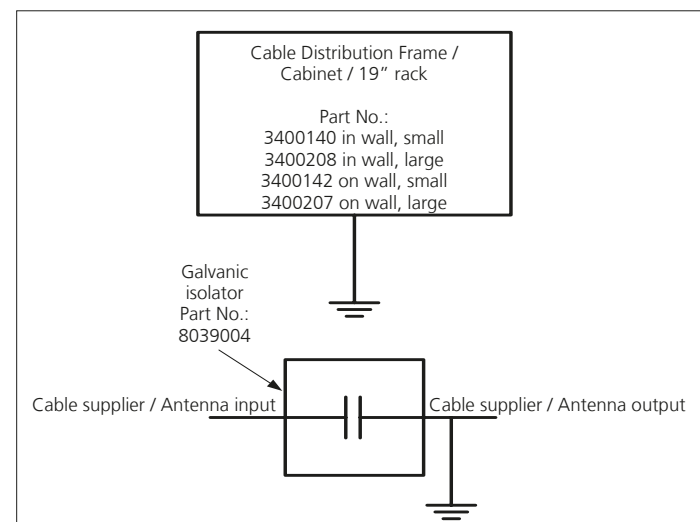 Cable Distribution Frame /
Cabinet / 19” rack
Part No.:
3400140 in wall, small
3400208 in wall, large
3400142 on wall, small
3400207 on wall, large
Galvanic
isolator
Part No.:
8039004
Cable supplier / Antenna input
Cable supplier / Antenna output